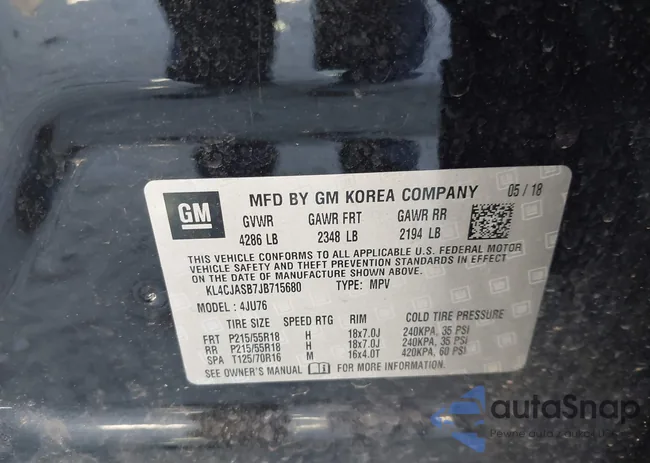 GM
MFD BY GM KOREA COMPANY 05 / 18
GVWR GAWR FRT GAWR RR
4286 LB 2348 LB 2194 LB
THIS VEHICLE CONFORMS TO ALL APPLICABLE U.S. FEDERAL MOTOR
VEHICLE SAFETY AND THEFT PREVENTION STANDARDS IN EFFECT
ON THE DATE OF MANUFACTURE SHOWN ABOVE.
KL4CJASB7JB715680 TYPE: MPV
MODEL: 4JU76
TIRE SIZE SPEED RTG RIM COLD TIRE PRESSURE
FRT P215/55R18 H 18x7.0J 240KPA, 35 PSI
RR P215/55R18 H 18x7.0J 240KPA, 35 PSI
SPA T125/70R16 M 16x4.0T 420KPA, 60 PSI
SEE OWNER'S MANUAL FOR MORE INFORMATION
autaSnap
Pewne auto z USA